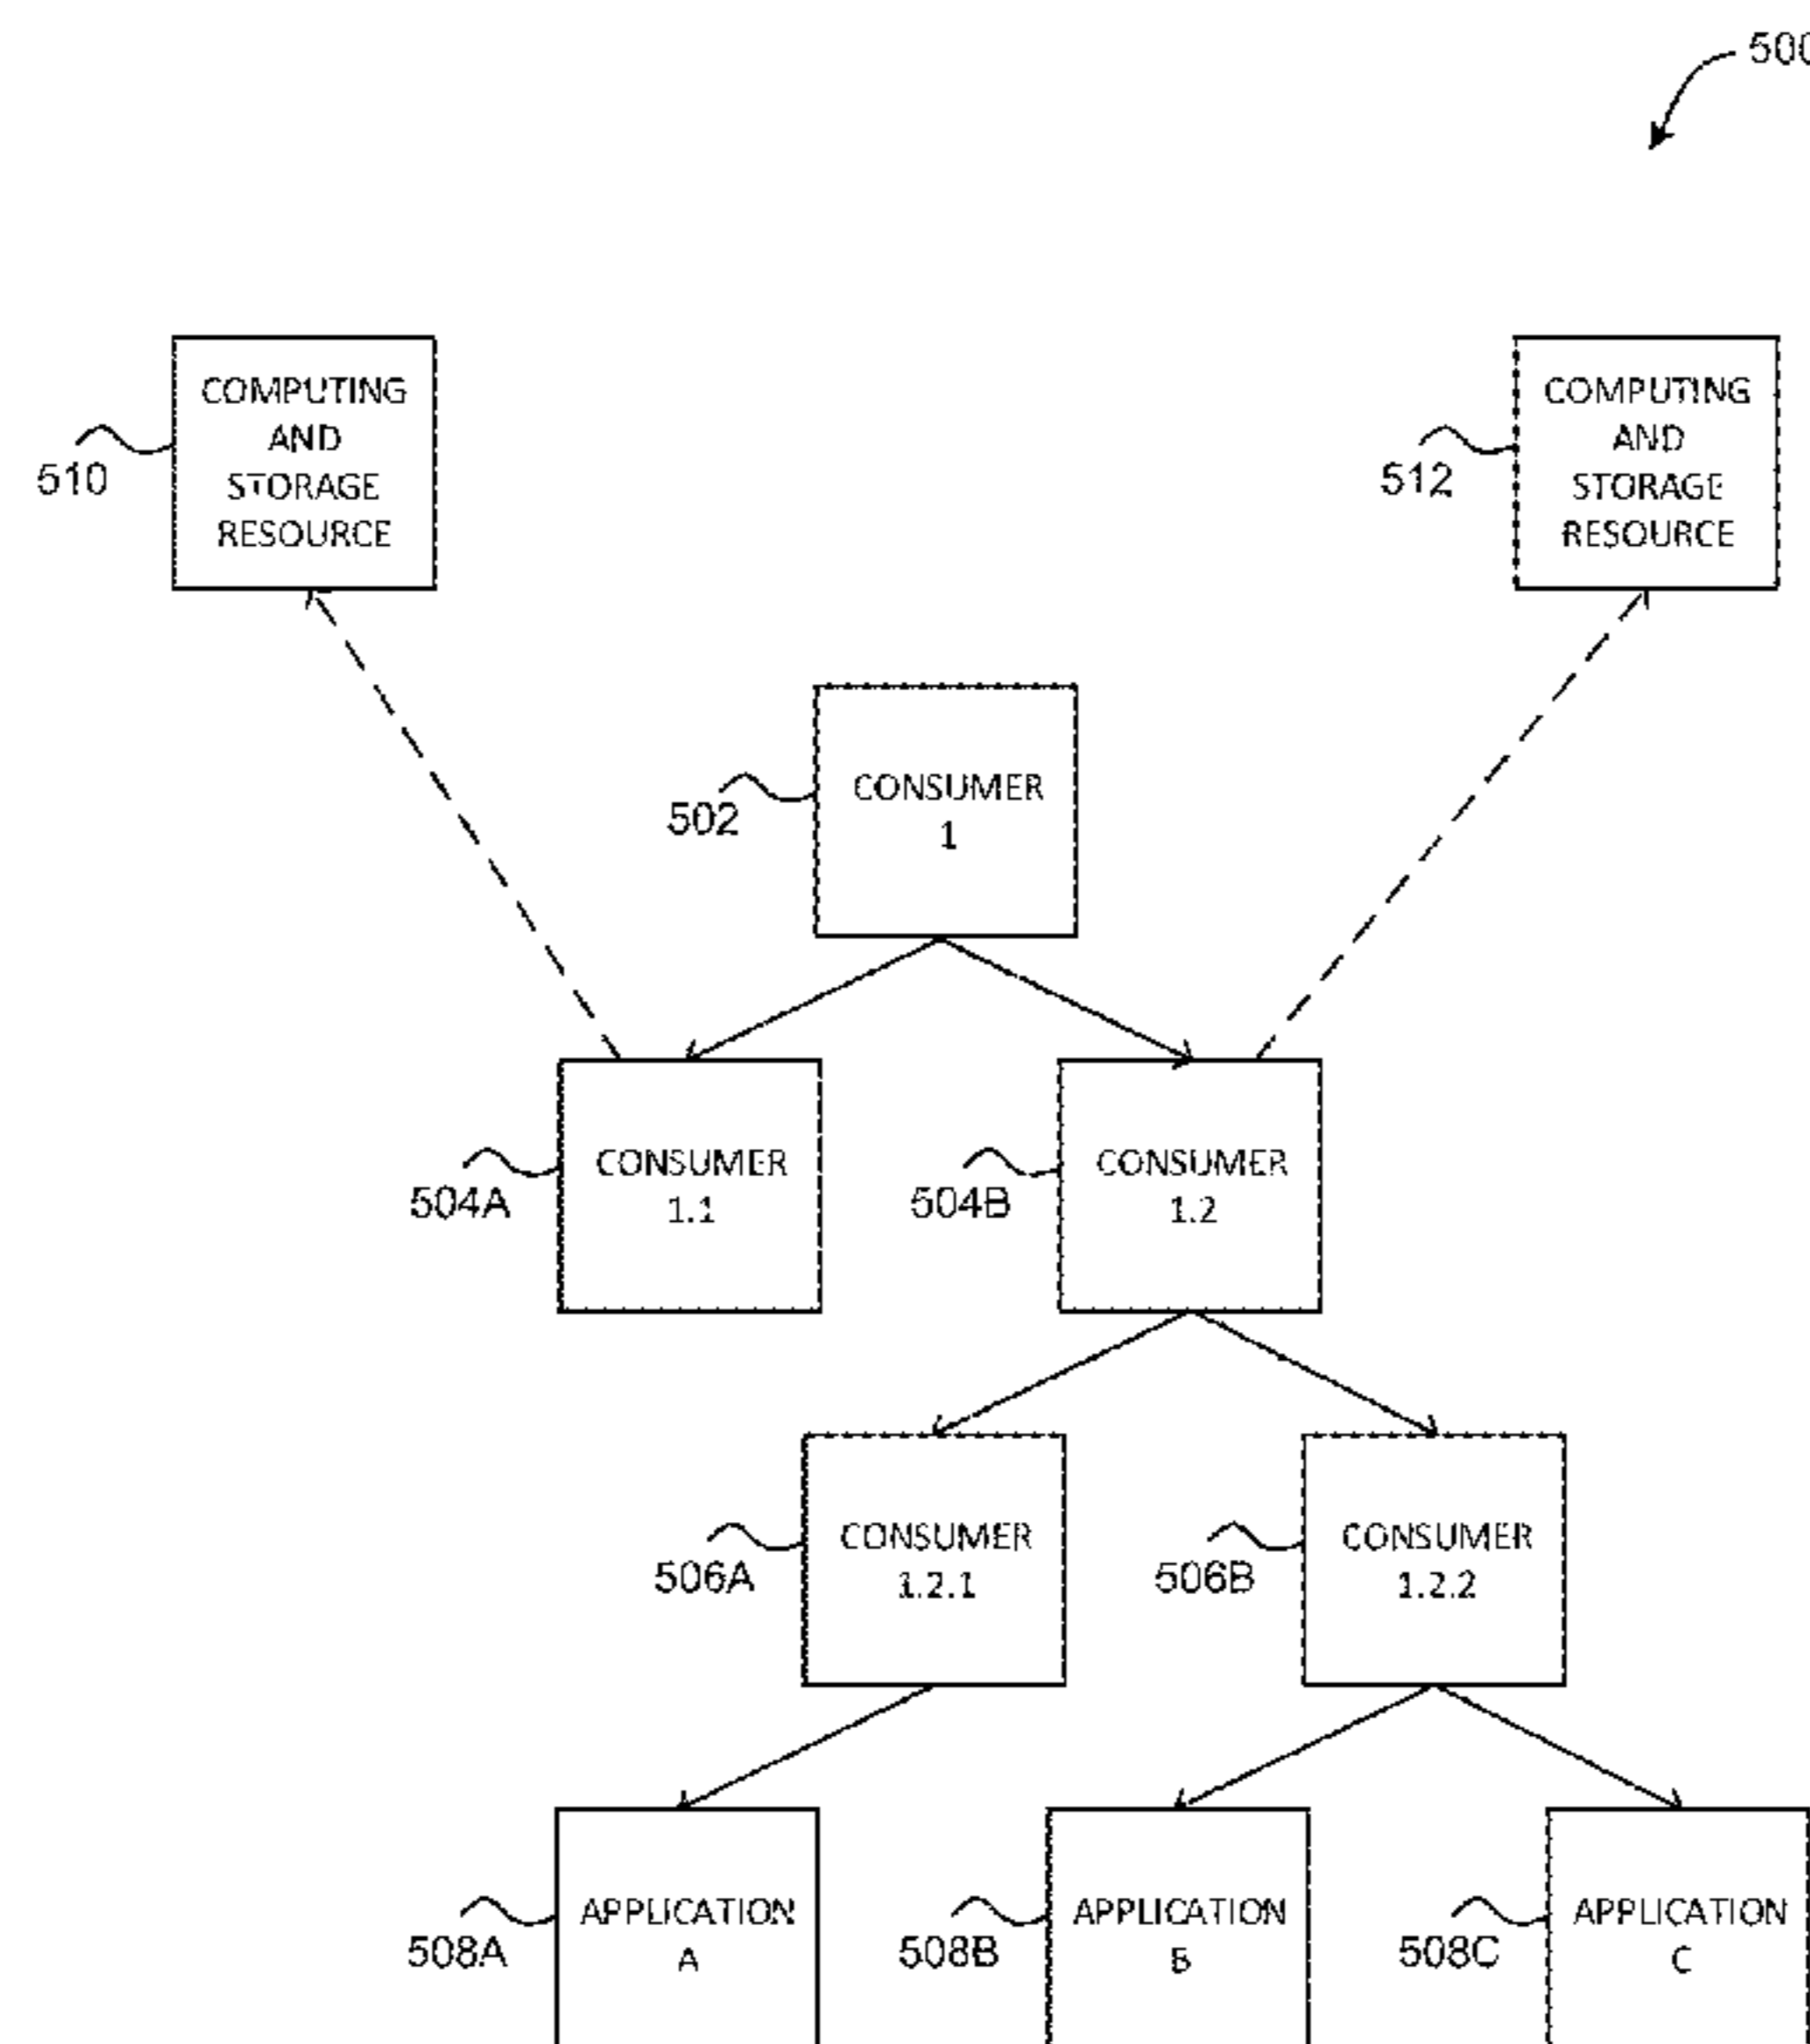 500
COMPUTING
AND
STORAGE
RESOURCE
510
COMPUTING
AND
STORAGE
RESOURCE
512
CONSUMER
1
502
CONSUMER
1.1
504A
CONSUMER
1.2
504B
CONSUMER
1.2.1
506A
CONSUMER
1.2.2
506B
APPLICATION
A
508A
APPLICATION
B
508B
APPLICATION
C
508C